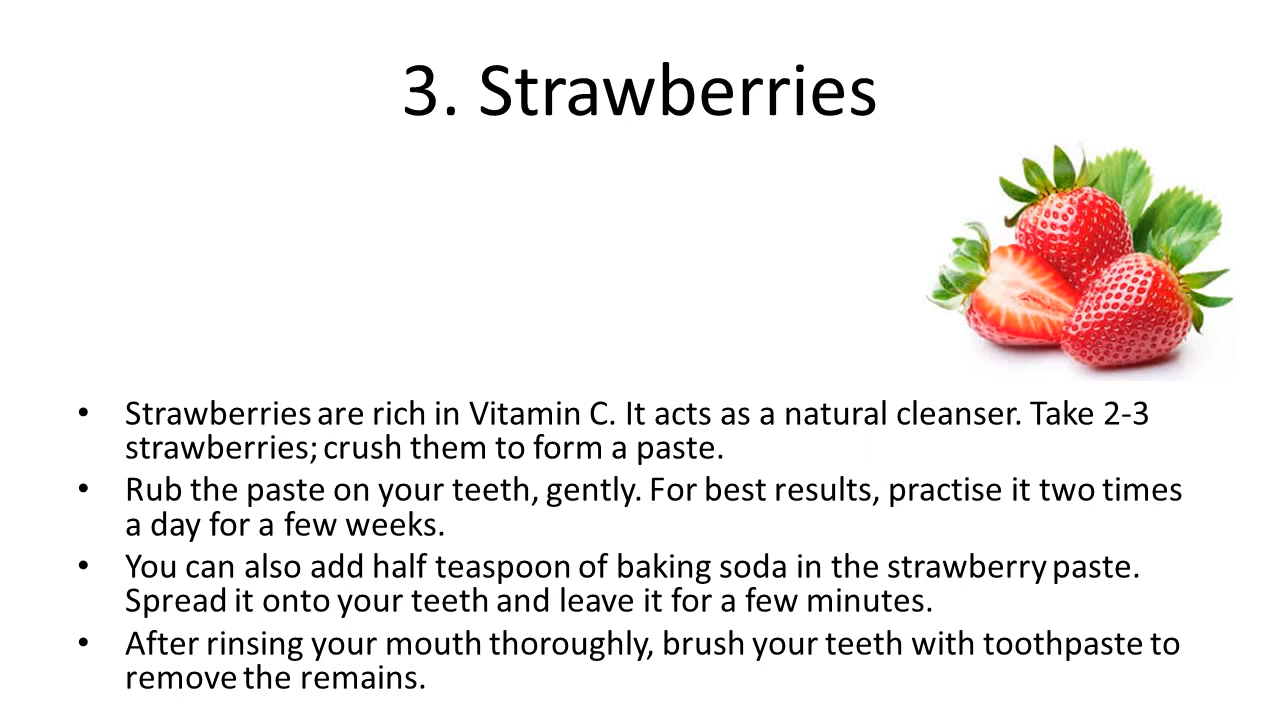 3. Strawberries
• Strawberries are rich in Vitamin C. It acts as a natural cleanser. Take 2-3
strawberries; crush them to form a paste.
• Rub the paste on your teeth, gently. For best results, practise it two times
a day for a few weeks.
• You can also add half teaspoon of baking soda in the strawberry paste.
Spread it onto your teeth and leave it for a few minutes.
• After rinsing your mouth thoroughly, brush your teeth with toothpaste to
remove the remains.